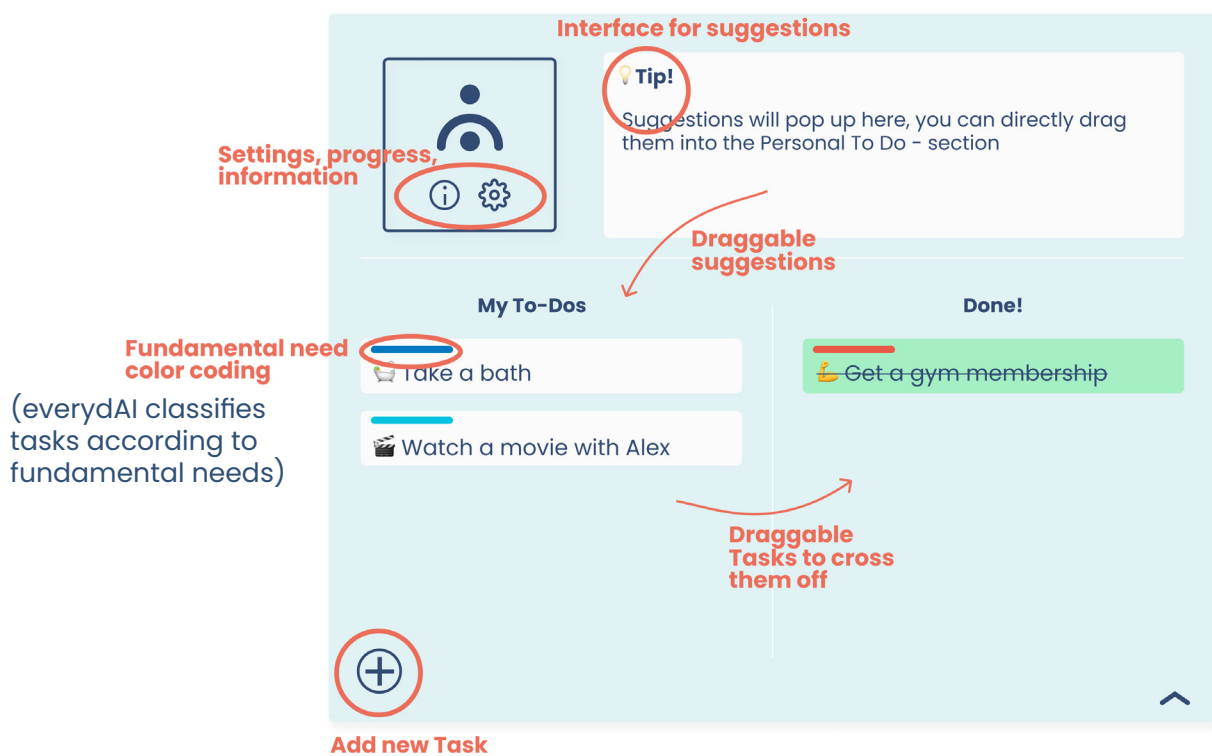 Interface for suggestions
Tip!
Suggestions will pop up here, you can directly drag
them into the Personal To Do - section
Settings, progress,
information
Draggable
suggestions
My To-Dos
Done!
Fundamental need
color coding
(everydAI classifies
tasks according to
fundamental needs)
Take a bath
Get a gym membership
Watch a movie with Alex
Draggable
Tasks to cross
them off
Add new Task